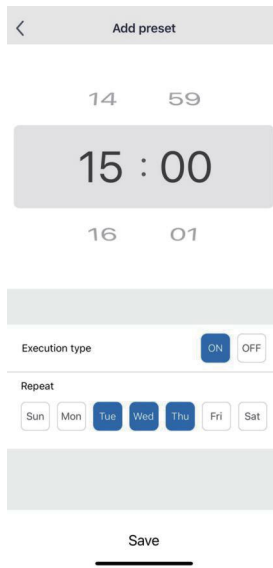 Add preset
14 59
15 : 00
16 01
Execution type ON OFF
Repeat
Sun Mon Tue Wed Thu Fri Sat
Save